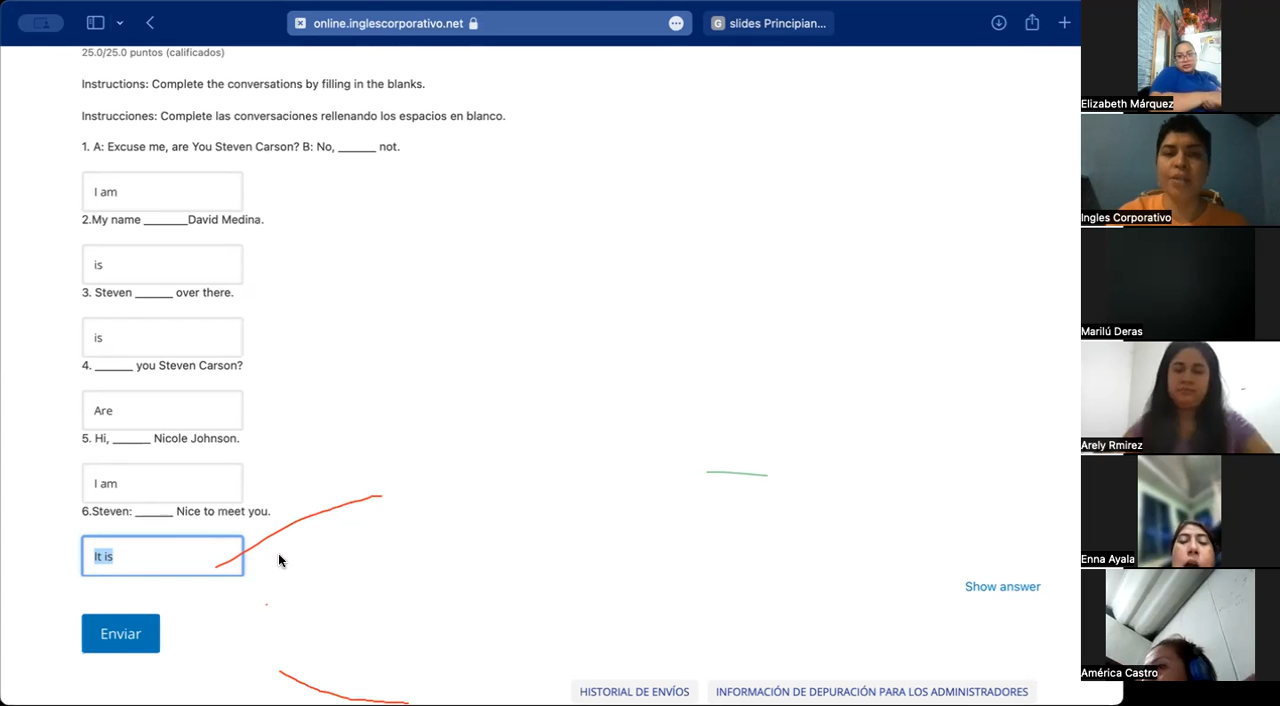 online.inglescorporativo.net
G slides Principian...
25.0/25.0 puntos (calificados)
Instructions: Complete the conversations by filling in the blanks.
Instrucciones: Complete las conversaciones rellenando los espacios en blanco.
1. A: Excuse me, are You Steven Carson? B: No, ______ not.
I am
2.My name _______David Medina.
is
3. Steven ______ over there.
is
4. ______ you Steven Carson?
Are
5. Hi, ______ Nicole Johnson.
I am
6.Steven: ______ Nice to meet you.
It is
Show answer
Enviar
HISTORIAL DE ENVÍOS
INFORMACIÓN DE DEPURACIÓN PARA LOS ADMINISTRADORES
Elizabeth Márquez
Ingles Corporativo
Marilú Deras
Arely Rmirez
Enna Ayala
América Castro